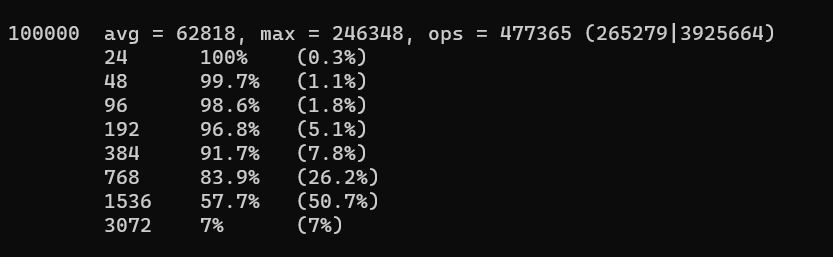 100000 avg = 62818, max = 246348, ops = 477365 (265279|3925664)
24 100% (0.3%)
48 99.7% (1.1%)
96 98.6% (1.8%)
192 96.8% (5.1%)
384 91.7% (7.8%)
768 83.9% (26.2%)
1536 57.7% (50.7%)
3072 7% (7%)